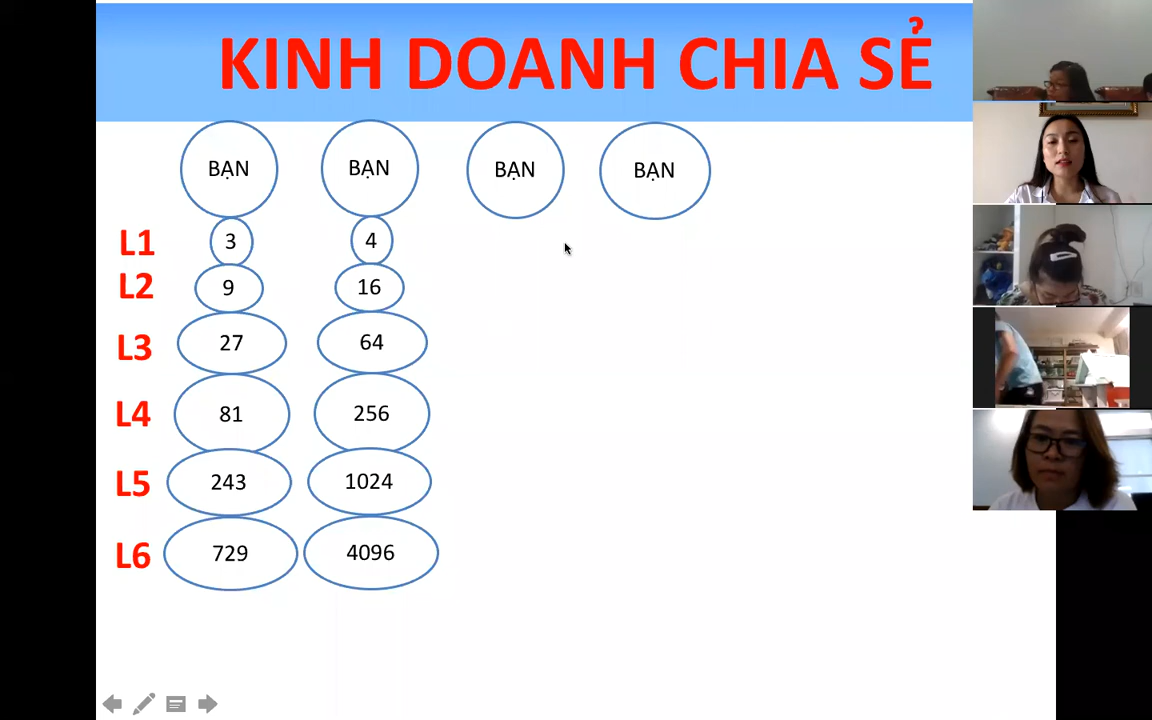 KINH DOANH CHIA SẺ
BẠN BẠN BẠN BẠN
L1 3 4
L2 9 16
L3 27 64
L4 81 256
L5 243 1024
L6 729 4096